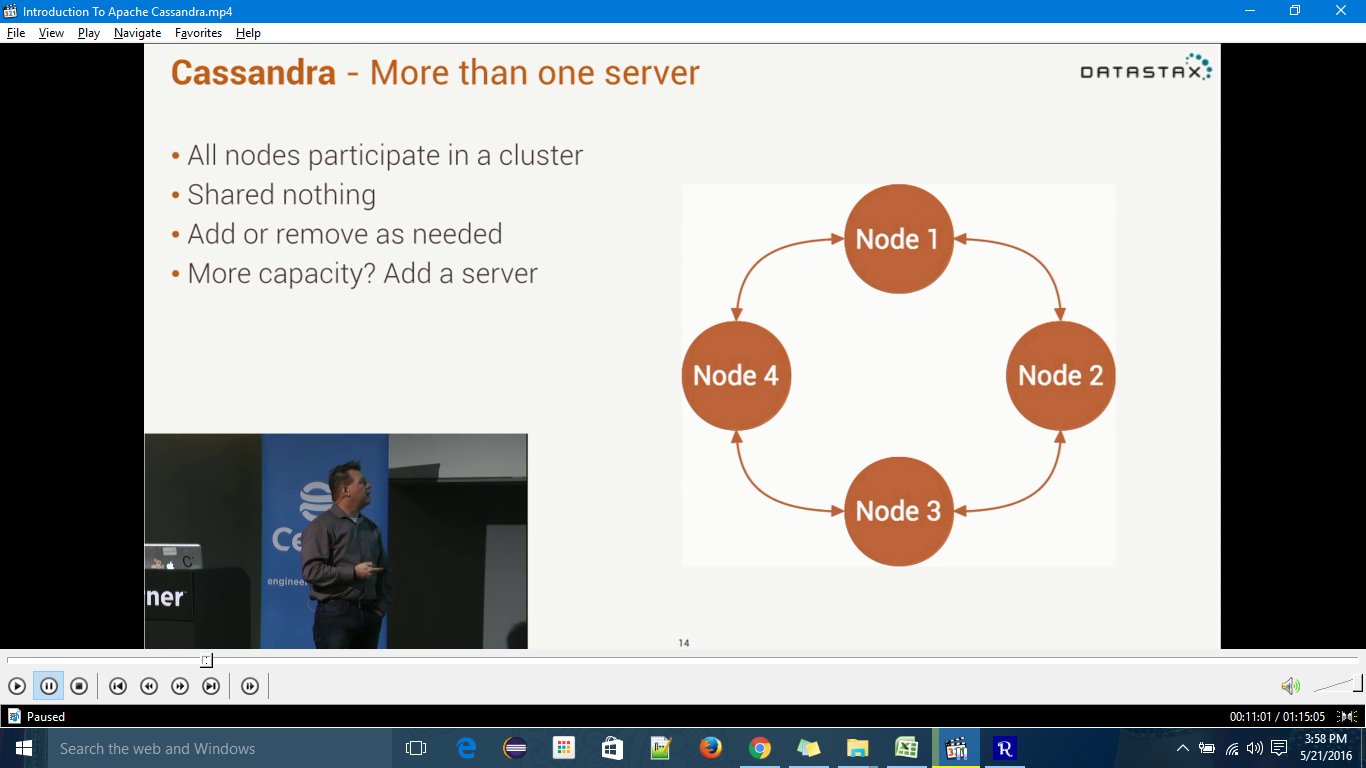 Introduction To Apache Cassandra.mp4
File View Play Navigate Favorites Help
Cassandra - More than one server
DATASTAX
• All nodes participate in a cluster
• Shared nothing
• Add or remove as needed
• More capacity? Add a server
Node 1
Node 4
Node 2
Node 3
Ce
enginee
ner
14
Paused
00:11:01 / 01:15:05
Search the web and Windows
3:58 PM
5/21/2016